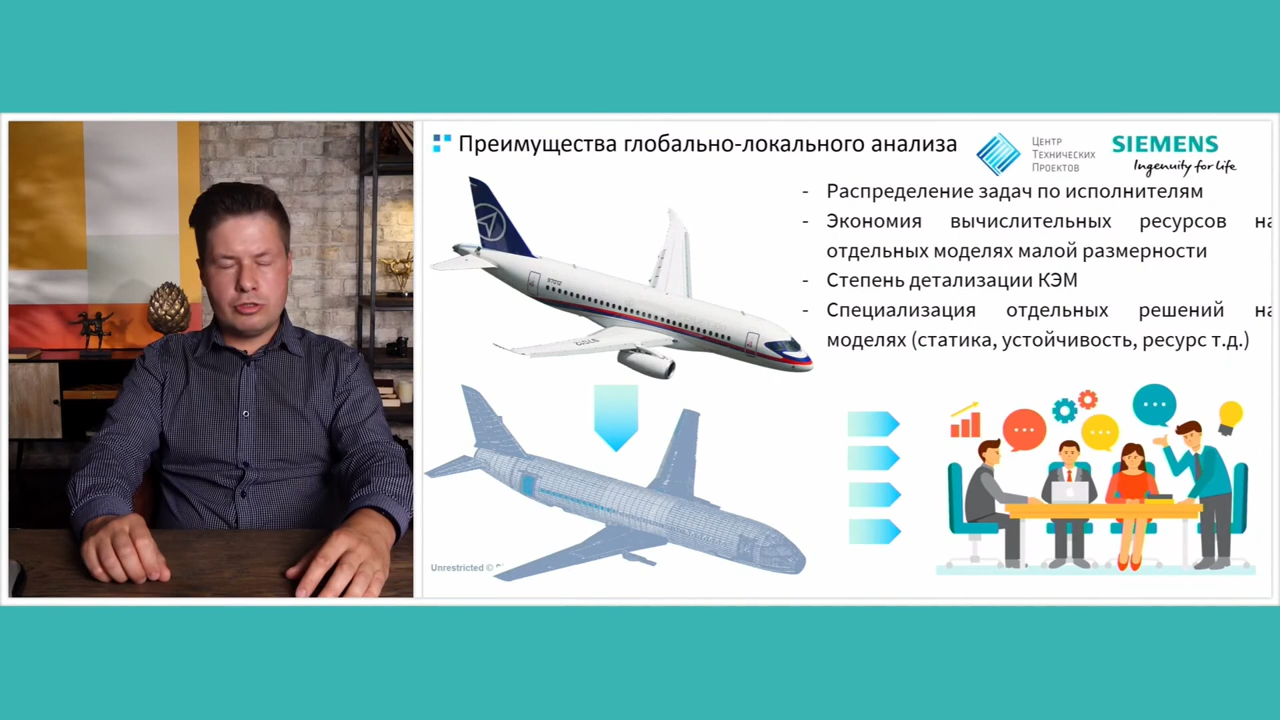 Преимущества глобально-локального анализа
ЦЕНТР
ТЕХНИЧЕСКИХ
ПРОЕКТОВ
SIEMENS
Ingenuity for life
- Распределение задач по исполнителям
- Экономия вычислительных ресурсов на
отдельных моделях малой размерности
- Степень детализации КЭМ
- Специализация отдельных решений на
моделях (статика, устойчивость, ресурс т.д.)
Unrestricted ©